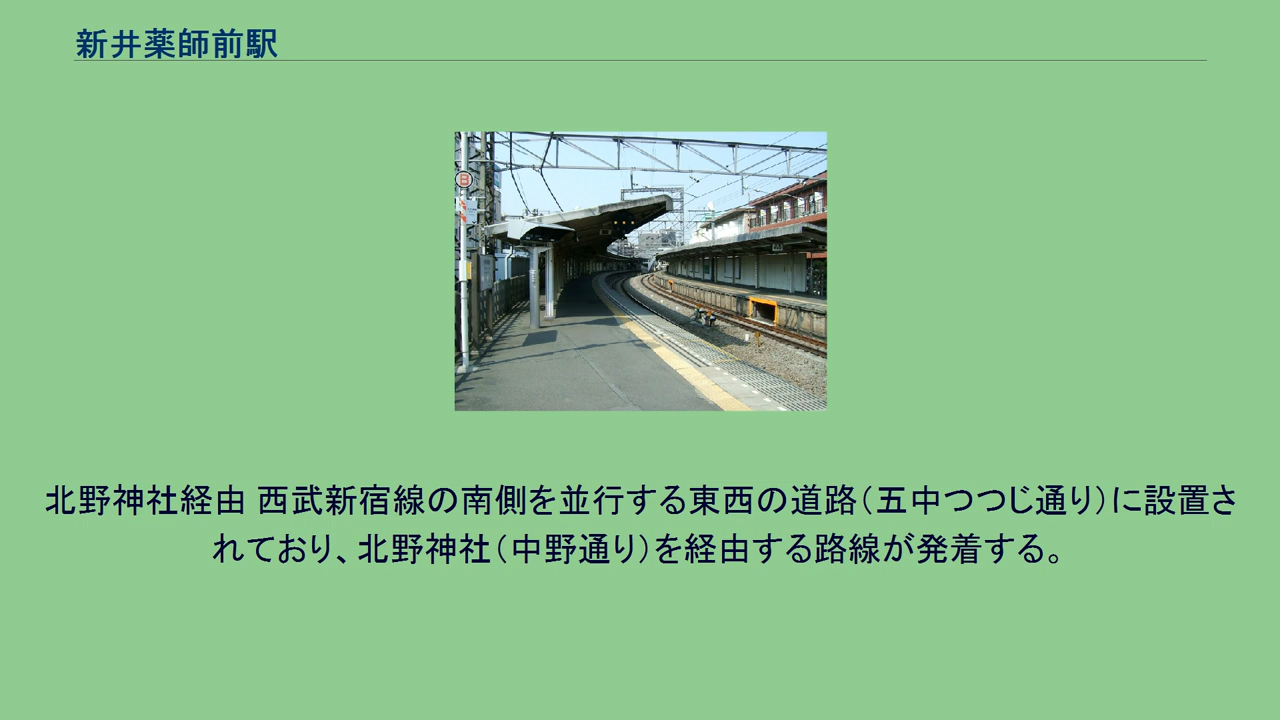 新井薬師前駅
北野神社経由 西武新宿線の南側を並行する東西の道路（五中つつじ通り）に設置さ
れており、北野神社（中野通り）を経由する路線が発着する。